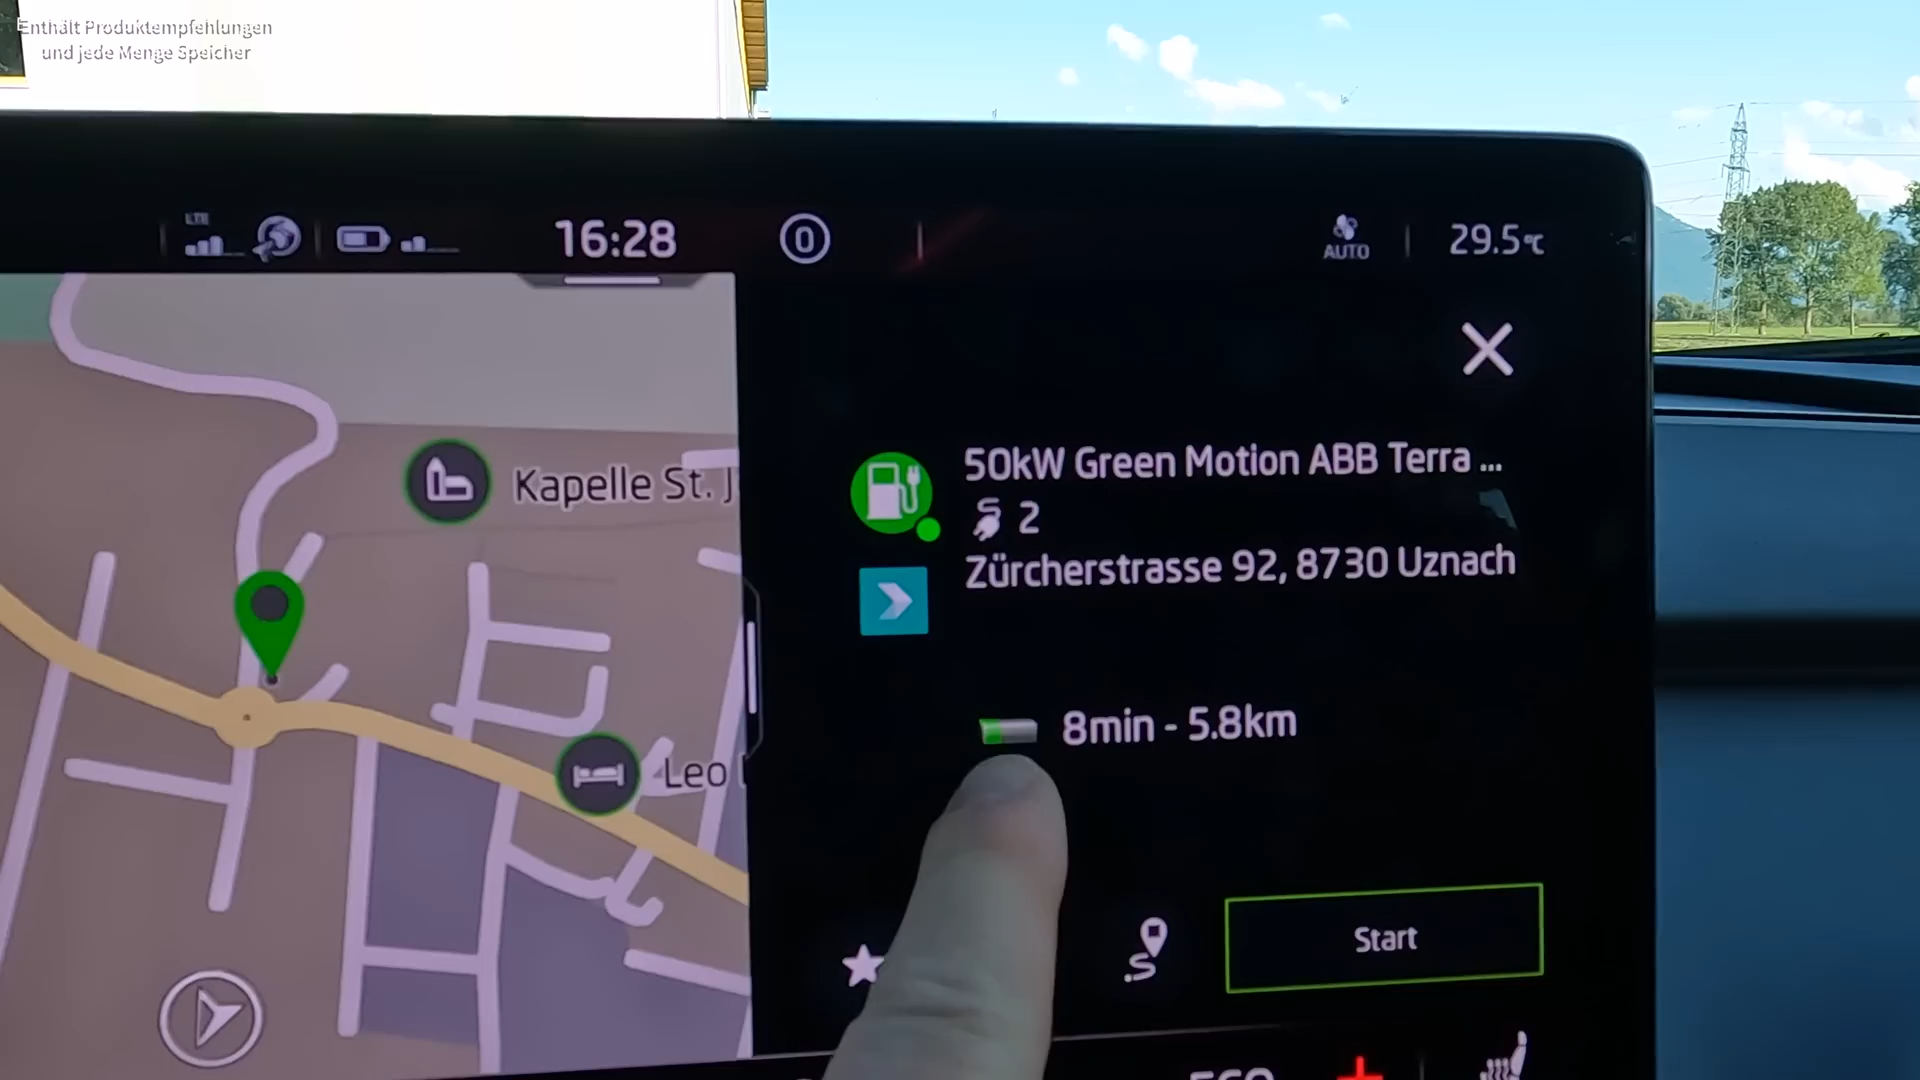 Enthält Produktempfehlungen
und jede Menge Speicher
LTE
16:28
0
AUTO
29.5°C
Kapelle St. J
50kW Green Motion ABB Terra ...
2
Zürcherstrasse 92, 8730 Uznach
8min - 5.8km
Leo
Start